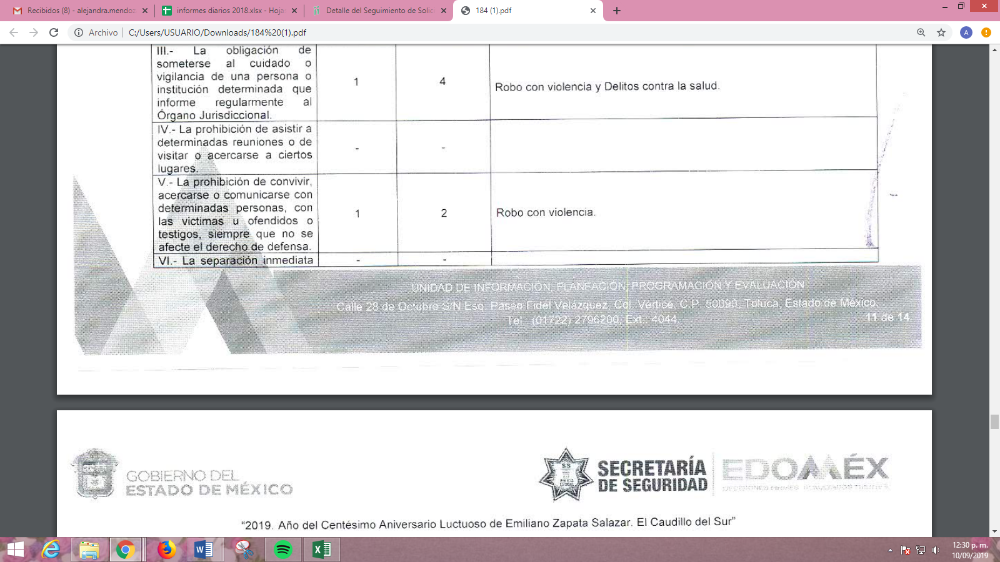 Recibidos (8) - alejandra.mendoz
informes diarios 2018.xlsx - Hoja
Detalle del Seguimiento de Solic
184 (1).pdf
Archivo
C:/Users/USUARIO/Downloads/184%20(1).pdf
A
III.- La obligación de
someterse al cuidado o
vigilancia de una persona o
institución determinada que
informe regularmente al
Órgano Jurisdiccional.
1
4
Robo con violencia y Delitos contra la salud.
IV.- La prohibición de asistir a
determinadas reuniones o de
visitar o acercarse a ciertos
lugares.
-
-
V.- La prohibición de convivir,
acercarse o comunicarse con
determinadas personas, con
las víctimas u ofendidos o
testigos, siempre que no se
afecte el derecho de defensa.
1
2
Robo con violencia.
VI.- La separación inmediata
-
-
UNIDAD DE INFORMACIÓN, PLANEACIÓN, PROGRAMACIÓN Y EVALUACIÓN
Calle 28 de Octubre S/N Esq. Paseo Fidel Velázquez, Col. Vértice, C.P. 50090, Toluca, Estado de México.
Tel.: (01722) 2796200, Ext.: 4044
11 de 14
GOBIERNO DEL
ESTADO DE MÉXICO
SS
SECRETARÍA
DE SEGURIDAD
EDOMÉX
DECISIONES FIRMES, RESULTADOS FUERTES.
“2019. Año del Centésimo Aniversario Luctuoso de Emiliano Zapata Salazar. El Caudillo del Sur”
12:30 p. m.
10/09/2019